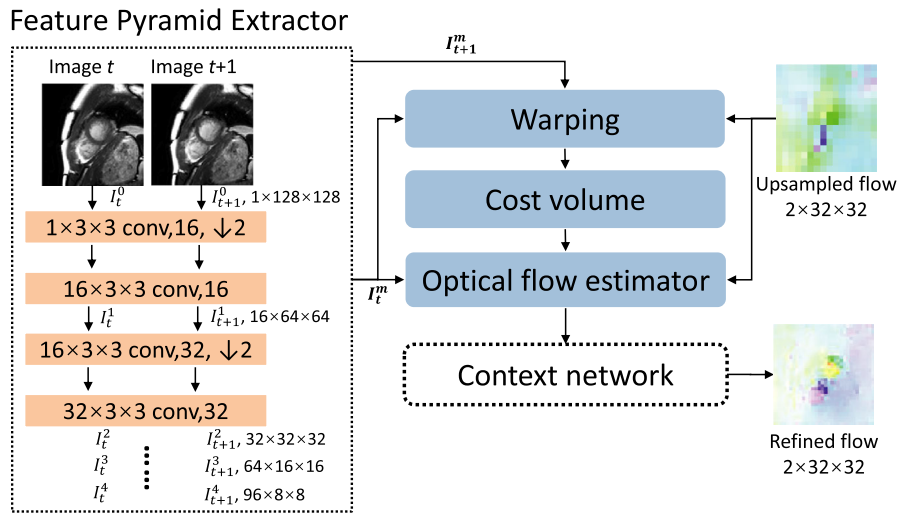 Feature Pyramid Extractor
Image t
Image t+1
I_t^0
I_{t+1}^0, 1×128×128
1×3×3 conv,16, ↓2
16×3×3 conv,16
I_t^1
I_{t+1}^1, 16×64×64
16×3×3 conv,32, ↓2
32×3×3 conv,32
I_t^2
I_{t+1}^2, 32×32×32
I_t^3
I_{t+1}^3, 64×16×16
I_t^4
I_{t+1}^4, 96×8×8
I_{t+1}^m
I_t^m
Warping
Cost volume
Optical flow estimator
Context network
Upsampled flow
2×32×32
Refined flow
2×32×32